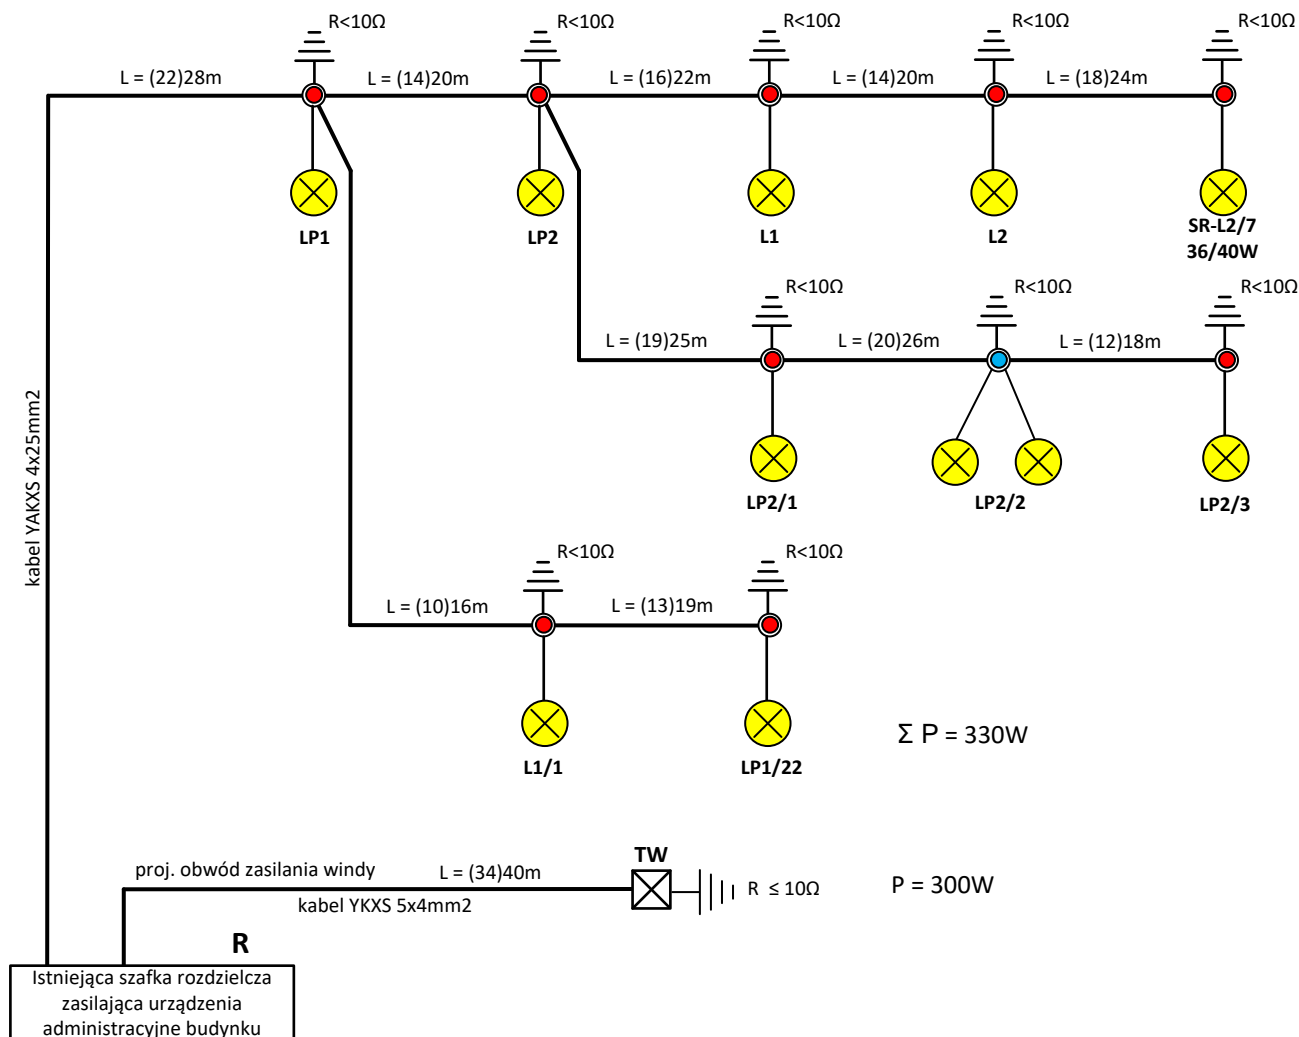 R<10Ω R<10Ω R<10Ω R<10Ω R<10Ω
L = (22)28m L = (14)20m L = (16)22m L = (14)20m L = (18)24m
LP1 LP2 L1 L2 SR-L2/7
36/40W
R<10Ω R<10Ω R<10Ω
L = (19)25m L = (20)26m L = (12)18m
kabel YAKXS 4x25mm2
LP2/1 LP2/2 LP2/3
R<10Ω R<10Ω
L = (10)16m L = (13)19m
L1/1 LP1/22
Σ P = 330W
proj. obwód zasilania windy L = (34)40m TW R ≤ 10Ω P = 300W
kabel YKXS 5x4mm2
R
Istniejąca szafka rozdzielcza
zasilająca urządzenia
administracyjne budynku